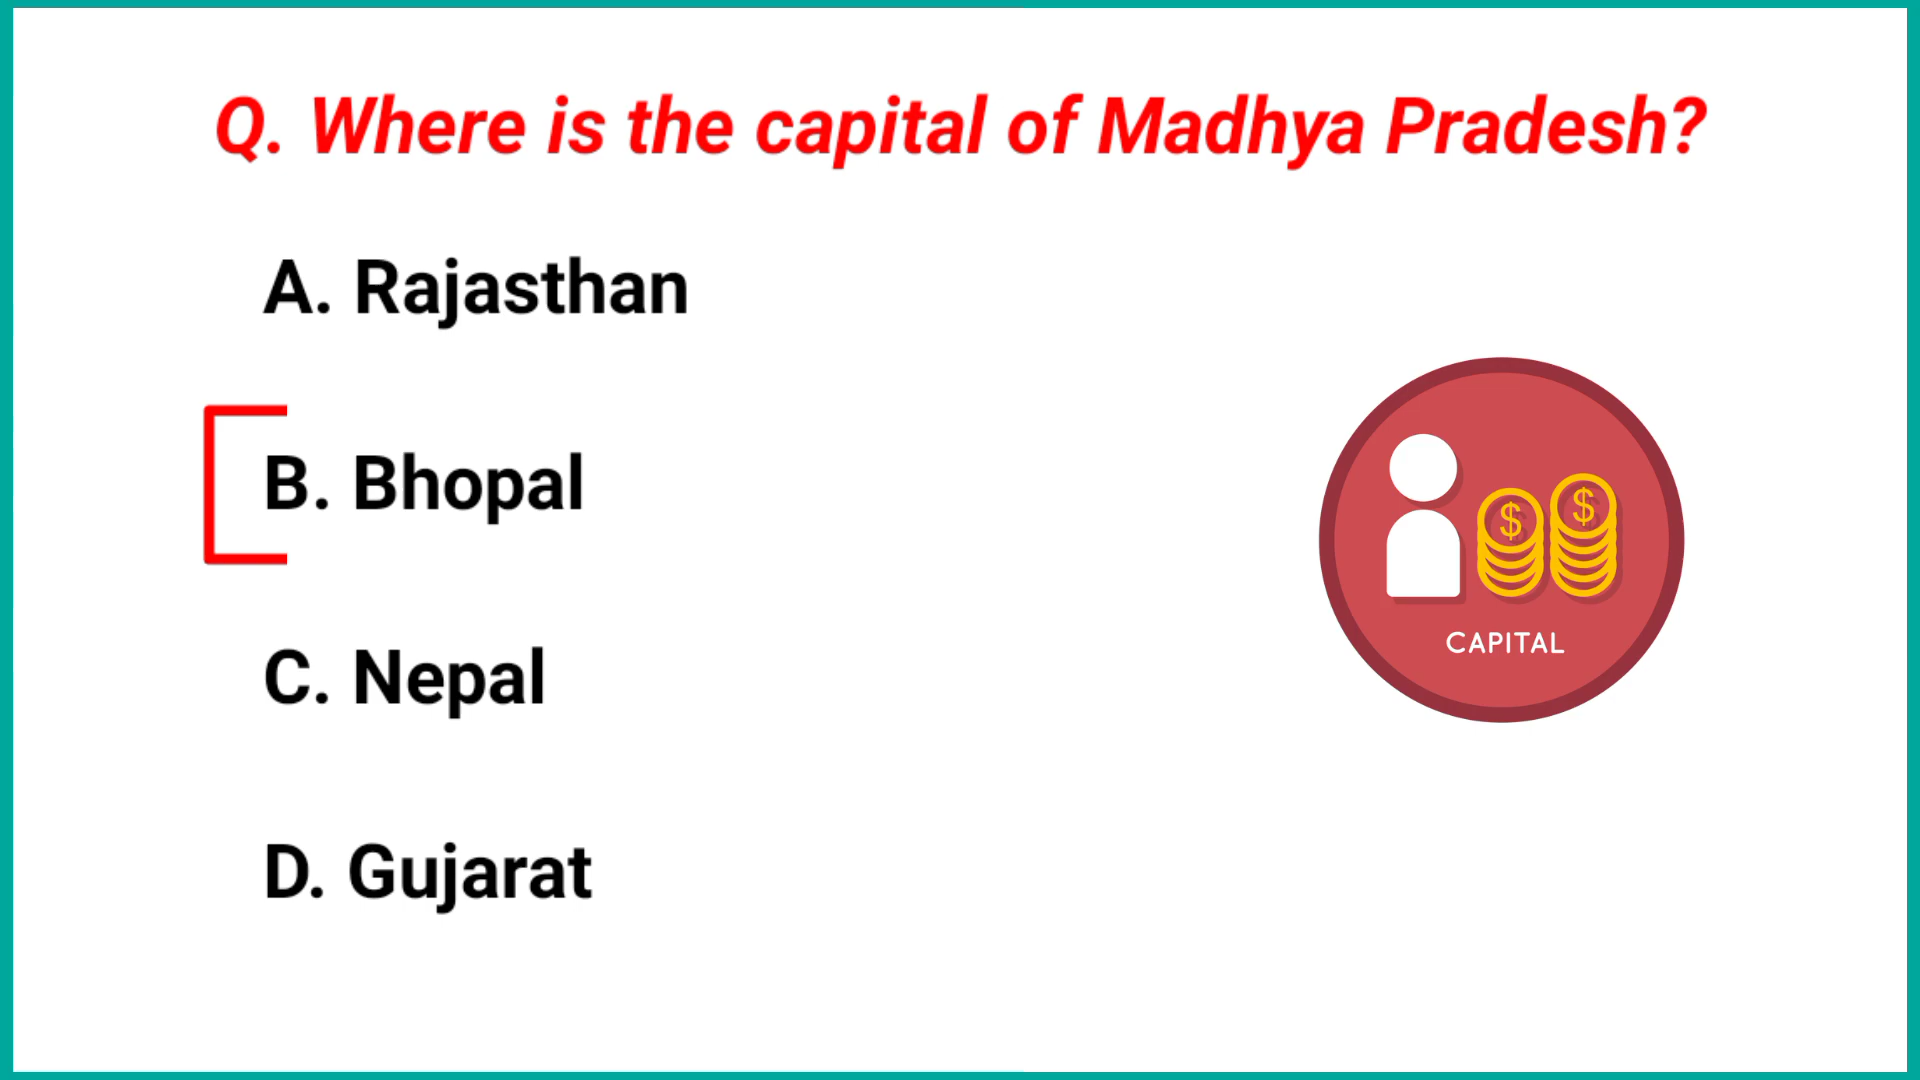 Q. Where is the capital of Madhya Pradesh?
A. Rajasthan
B. Bhopal
C. Nepal
D. Gujarat
$ $
CAPITAL